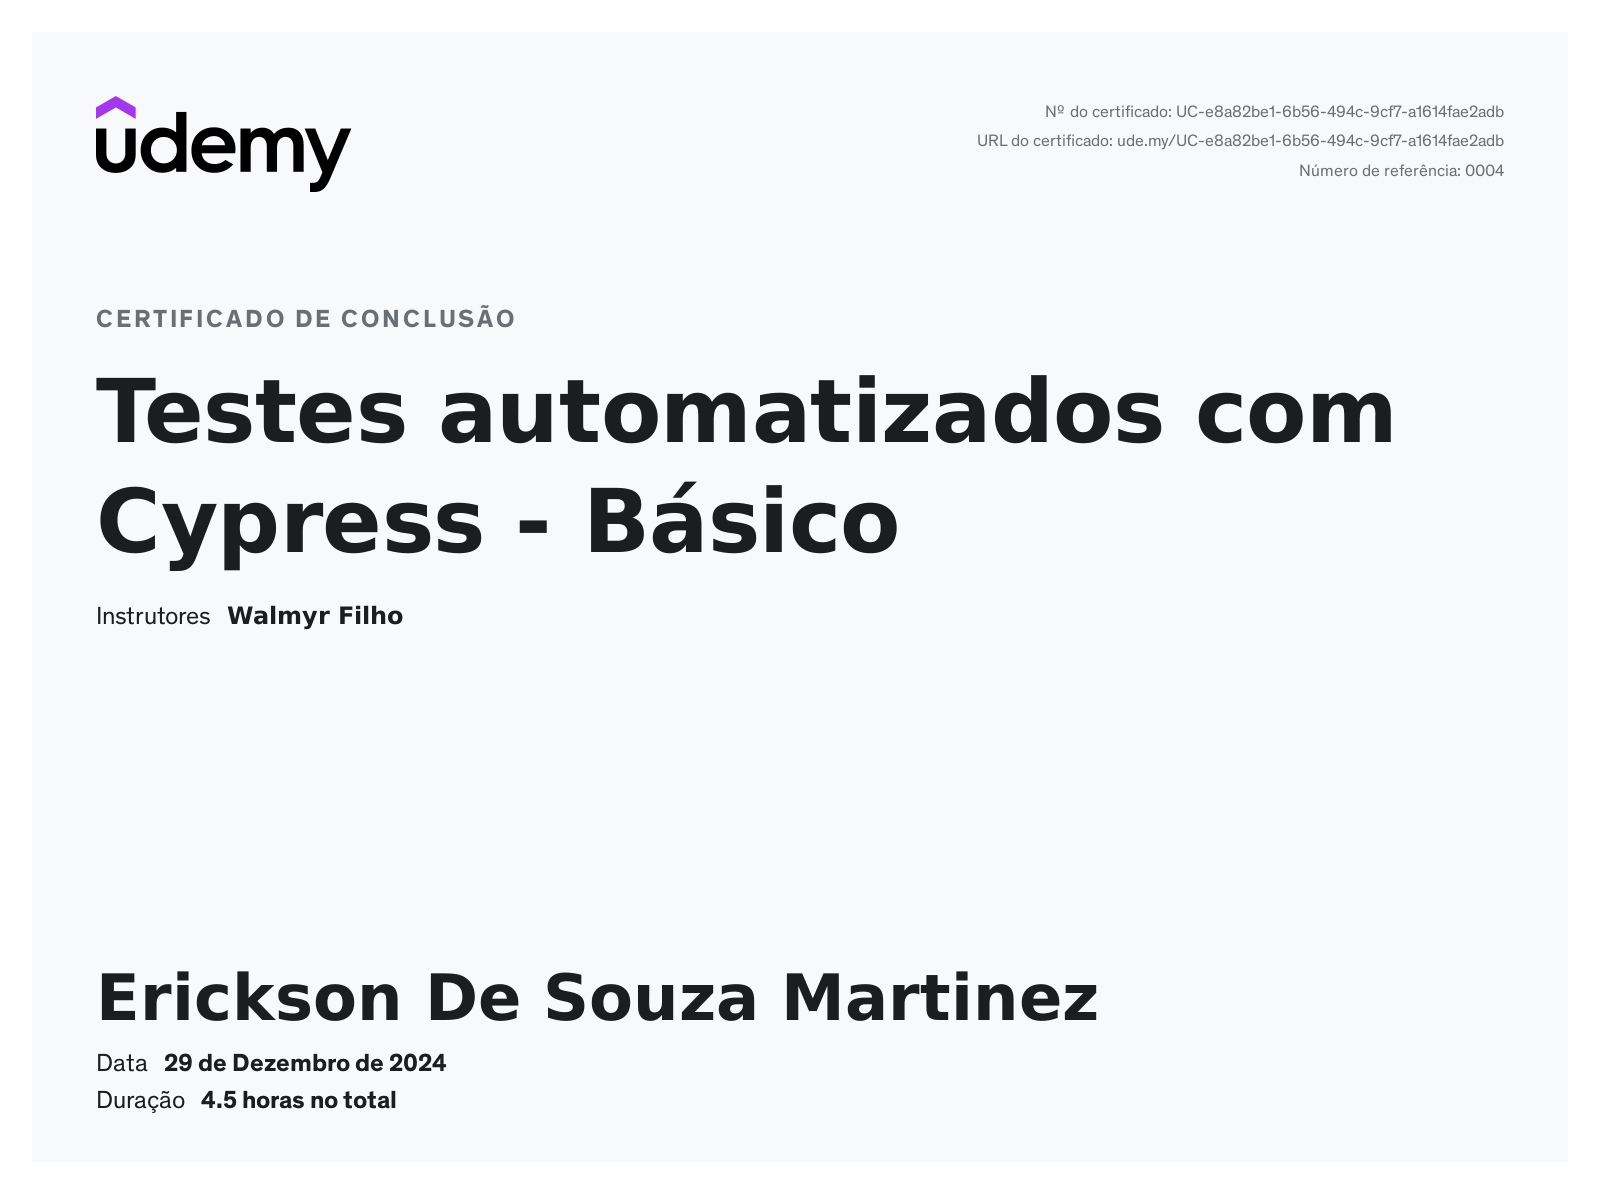 udemy
Nº do certificado: UC-e8a82be1-6b56-494c-9cf7-a1614fae2adb
URL do certificado: ude.my/UC-e8a82be1-6b56-494c-9cf7-a1614fae2adb
Número de referência: 0004
CERTIFICADO DE CONCLUSÃO
Testes automatizados com
Cypress - Básico
Instrutores Walmyr Filho
Erickson De Souza Martinez
Data 29 de Dezembro de 2024
Duração 4.5 horas no total